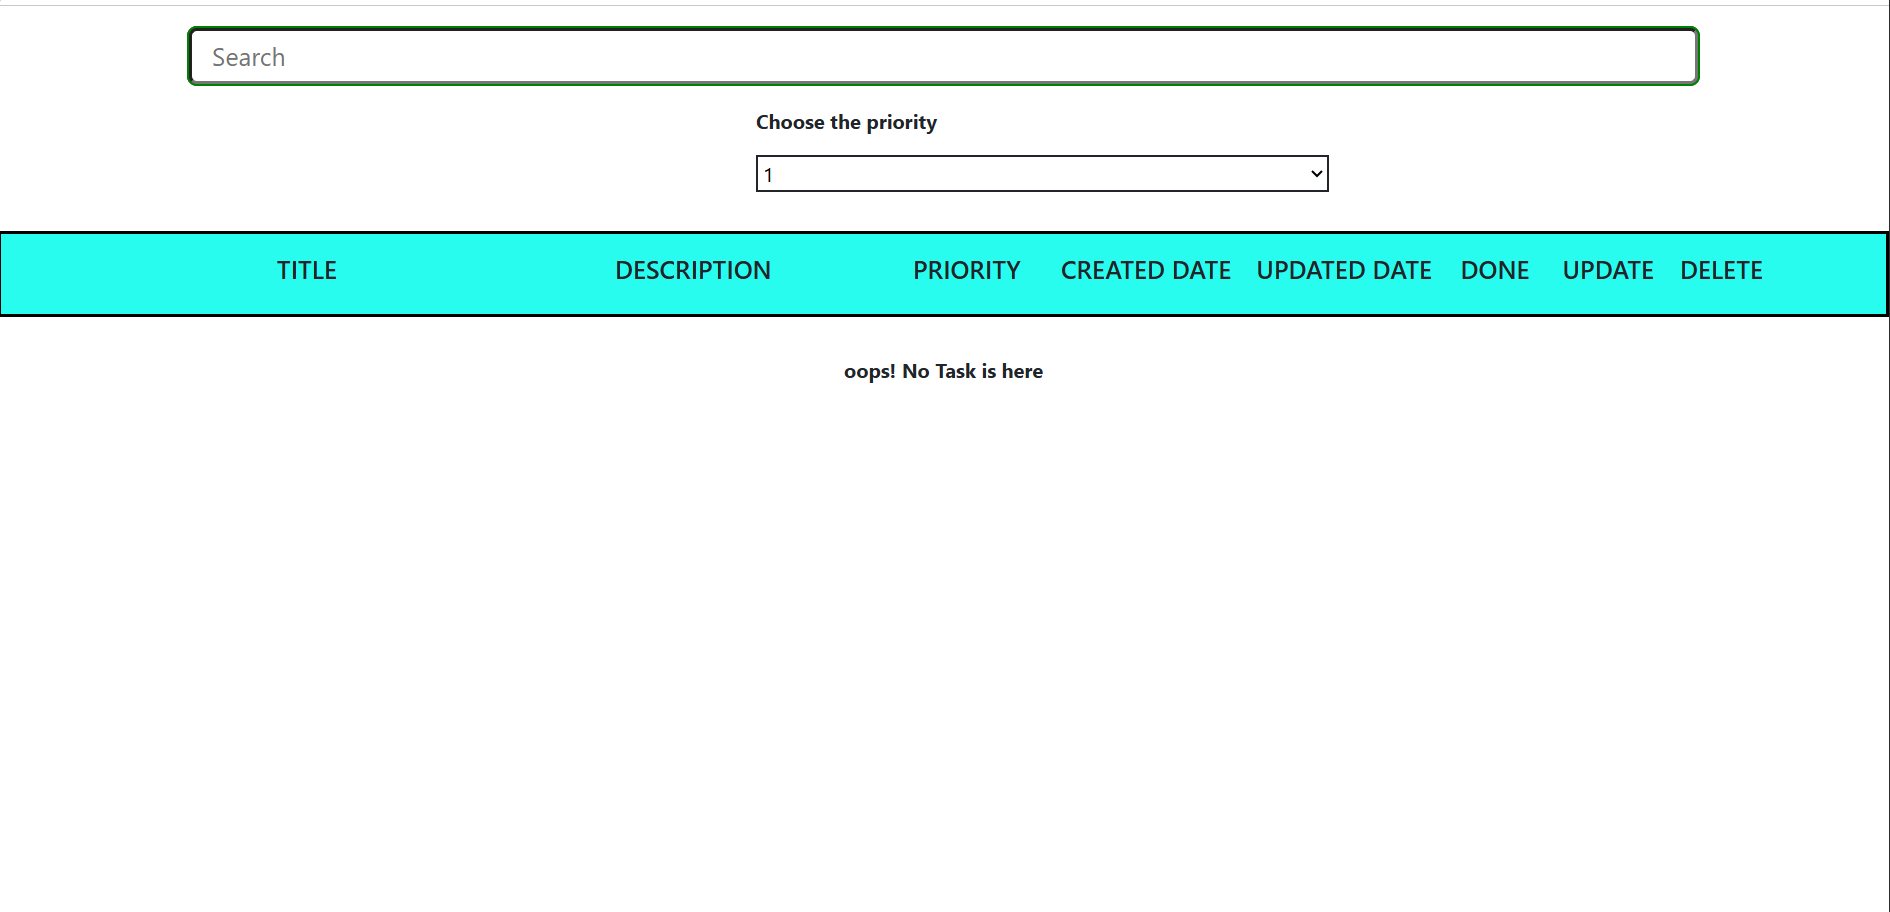 Search
Choose the priority
1
TITLE DESCRIPTION PRIORITY CREATED DATE UPDATED DATE DONE UPDATE DELETE
oops! No Task is here